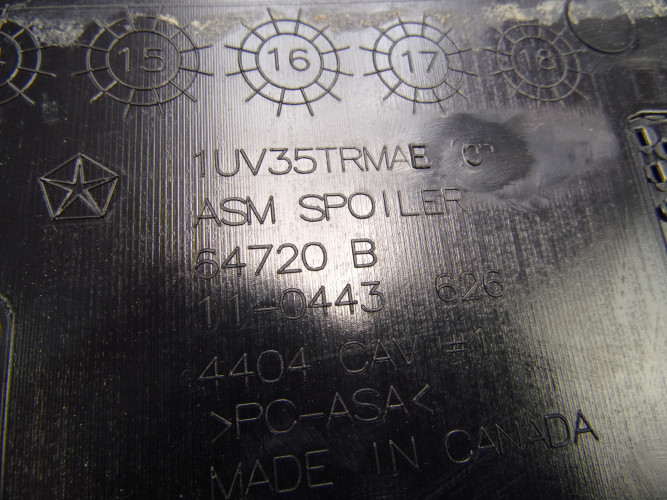 15 16 17 18
1UV35TRMAE
ASM SPOILER
64720 B
11-0443 626
4404 CAV #1
>PC-ASA<
MADE IN CANADA